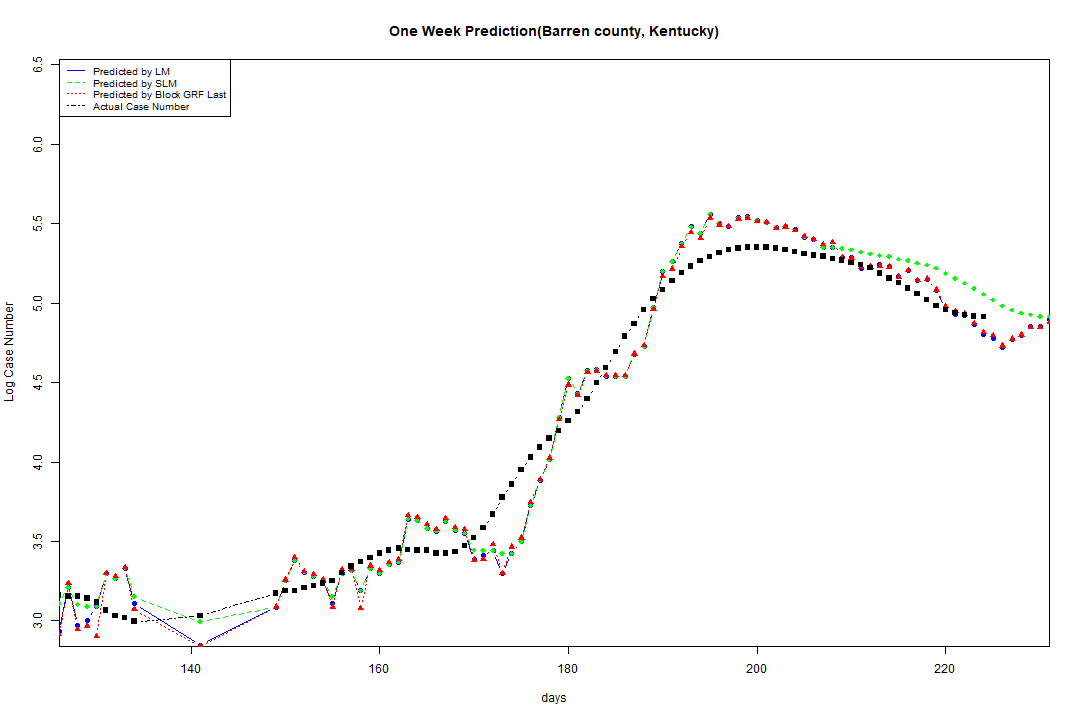 One Week Prediction(Barren county, Kentucky)
Predicted by LM
Predicted by SLM
Predicted by Block GRF Last
Actual Case Number
6.5
6.0
5.5
5.0
4.5
4.0
3.5
3.0
Log Case Number
140 160 180 200 220
days